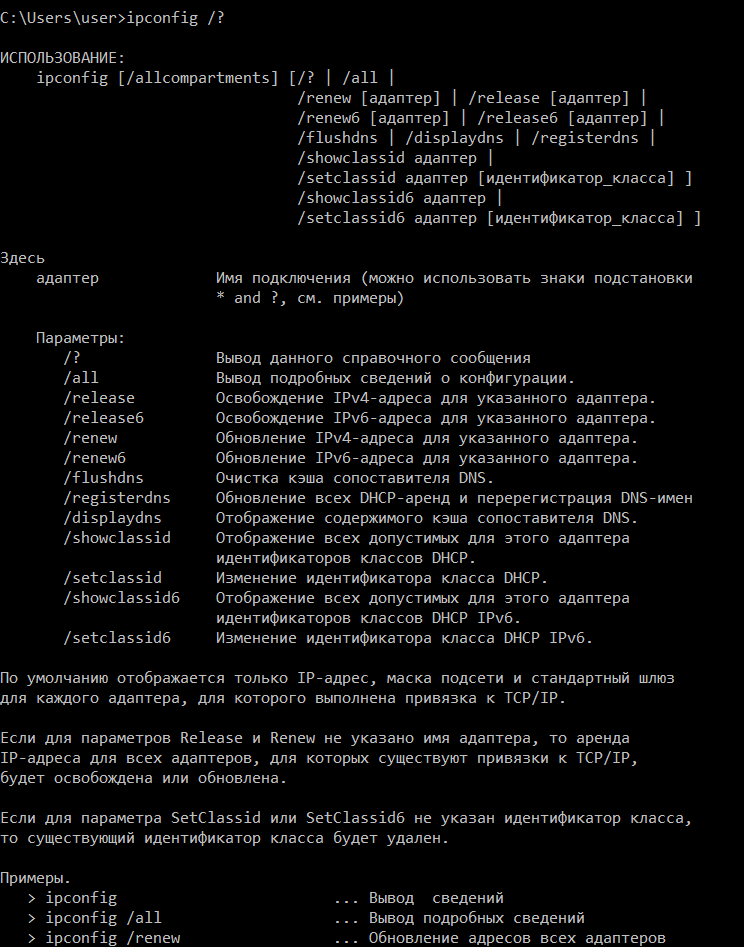 C:\Users\user>ipconfig /?
ИСПОЛЬЗОВАНИЕ:
ipconfig [/allcompartments] [/? | /all |
/renew [адаптер] | /release [адаптер] |
/renew6 [адаптер] | /release6 [адаптер] |
/flushdns | /displaydns | /registerdns |
/showclassid адаптер |
/setclassid адаптер [идентификатор_класса] ]
/showclassid6 адаптер |
/setclassid6 адаптер [идентификатор_класса] ]
Здесь
адаптер Имя подключения (можно использовать знаки подстановки
* and ?, см. примеры)
Параметры:
/? Вывод данного справочного сообщения
/all Вывод подробных сведений о конфигурации.
/release Освобождение IPv4-адреса для указанного адаптера.
/release6 Освобождение IPv6-адреса для указанного адаптера.
/renew Обновление IPv4-адреса для указанного адаптера.
/renew6 Обновление IPv6-адреса для указанного адаптера.
/flushdns Очистка кэша сопоставителя DNS.
/registerdns Обновление всех DHCP-аренд и перерегистрация DNS-имен
/displaydns Отображение содержимого кэша сопоставителя DNS.
/showclassid Отображение всех допустимых для этого адаптера
идентификаторов классов DHCP.
/setclassid Изменение идентификатора класса DHCP.
/showclassid6 Отображение всех допустимых для этого адаптера
идентификаторов классов DHCP IPv6.
/setclassid6 Изменение идентификатора класса DHCP IPv6.
По умолчанию отображается только IP-адрес, маска подсети и стандартный шлюз
для каждого адаптера, для которого выполнена привязка к TCP/IP.
Если для параметров Release и Renew не указано имя адаптера, то аренда
IP-адреса для всех адаптеров, для которых существуют привязки к TCP/IP,
будет освобождена или обновлена.
Если для параметра SetClassid или SetClassid6 не указан идентификатор класса,
то существующий идентификатор класса будет удален.
Примеры.
> ipconfig ... Вывод сведений
> ipconfig /all ... Вывод подробных сведений
> ipconfig /renew ... Обновление адресов всех адаптеров